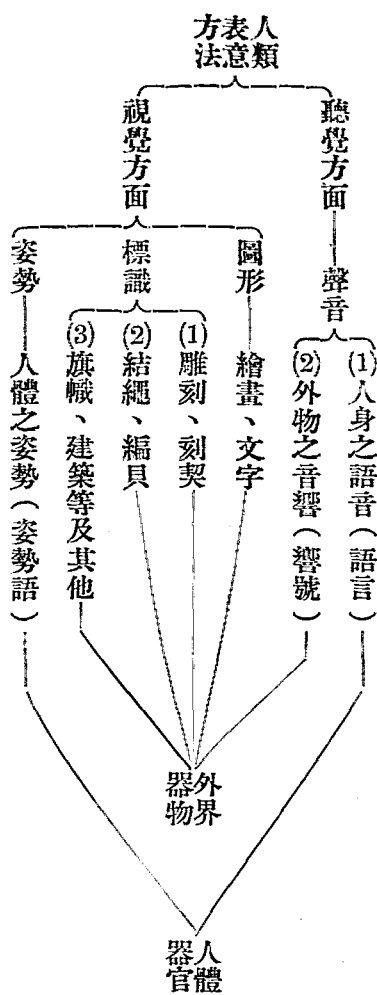 人類
表意
方法
聽覺方面
聲音
(1)人身之語音(語言)
(2)外物之音響(響號)
視覺方面
圖形
繪畫、文字
標識
(1)雕刻、刻契
(2)結繩、編貝
(3)旗幟、建築等及其他
姿勢
人體之姿勢(姿勢語)
外界
器物
人體
器官